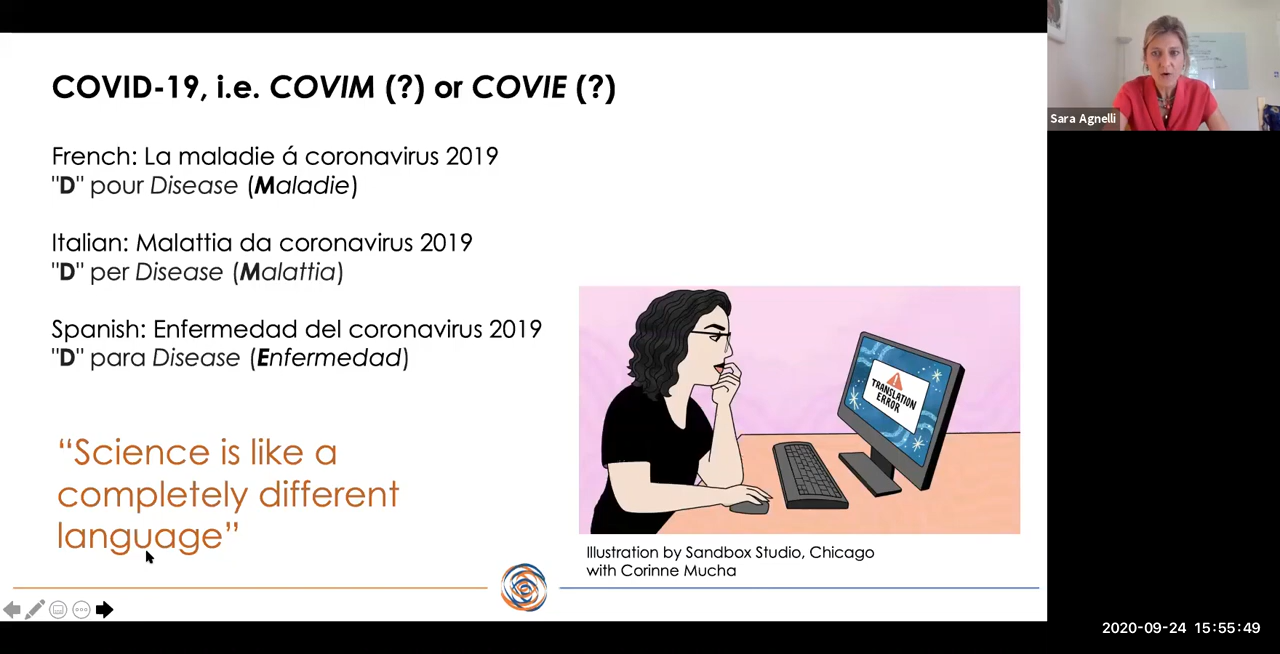 COVID-19, i.e. COVIM (?) or COVIE (?)
French: La maladie á coronavirus 2019
"D" pour Disease (Maladie)
Italian: Malattia da coronavirus 2019
"D" per Disease (Malattia)
Spanish: Enfermedad del coronavirus 2019
"D" para Disease (Enfermedad)
“Science is like a
completely different
language”
TRANSLATION
ERROR
Illustration by Sandbox Studio, Chicago
with Corinne Mucha
Sara Agnelli
2020-09-24 15:55:49